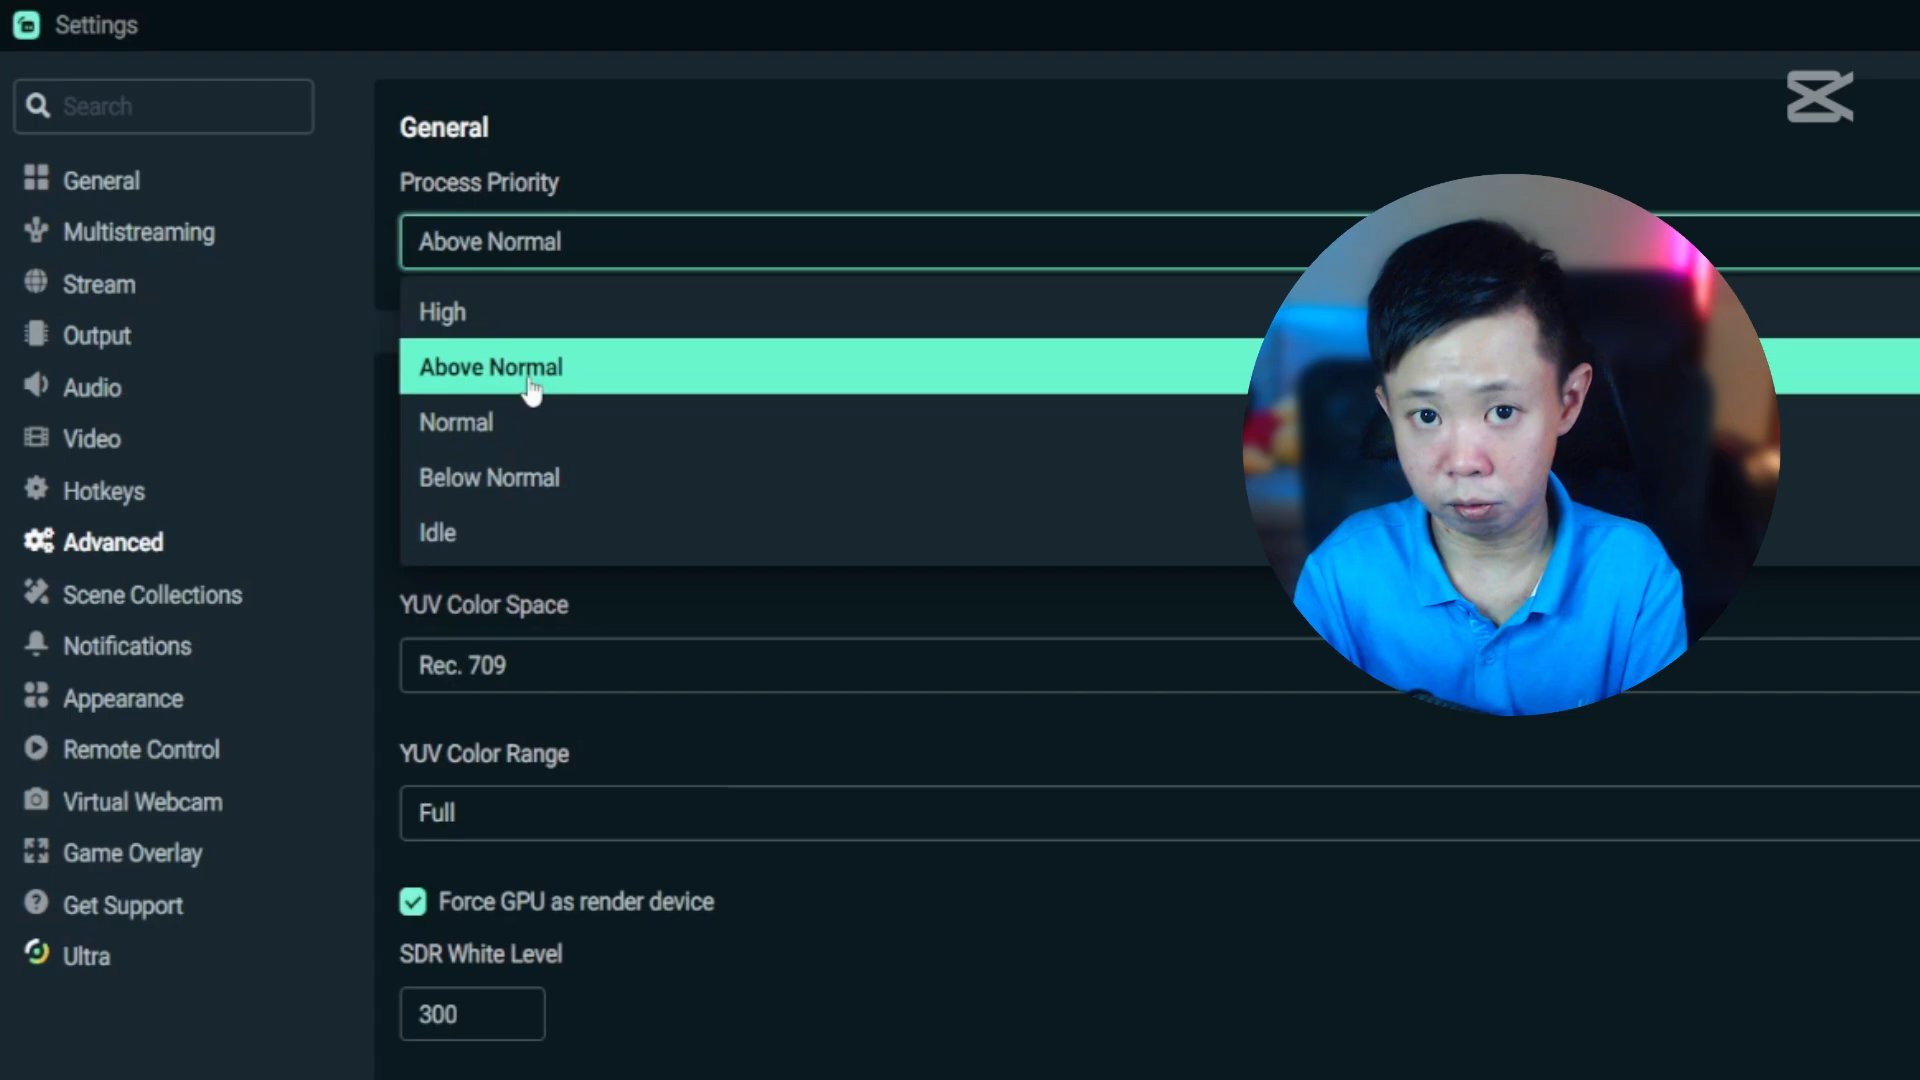 Settings
Search
General
Multistreaming
Stream
Output
Audio
Video
Hotkeys
Advanced
Scene Collections
Notifications
Appearance
Remote Control
Virtual Webcam
Game Overlay
Get Support
Ultra
General
Process Priority
Above Normal
High
Above Normal
Normal
Below Normal
Idle
YUV Color Space
Rec. 709
YUV Color Range
Full
Force GPU as render device
SDR White Level
300